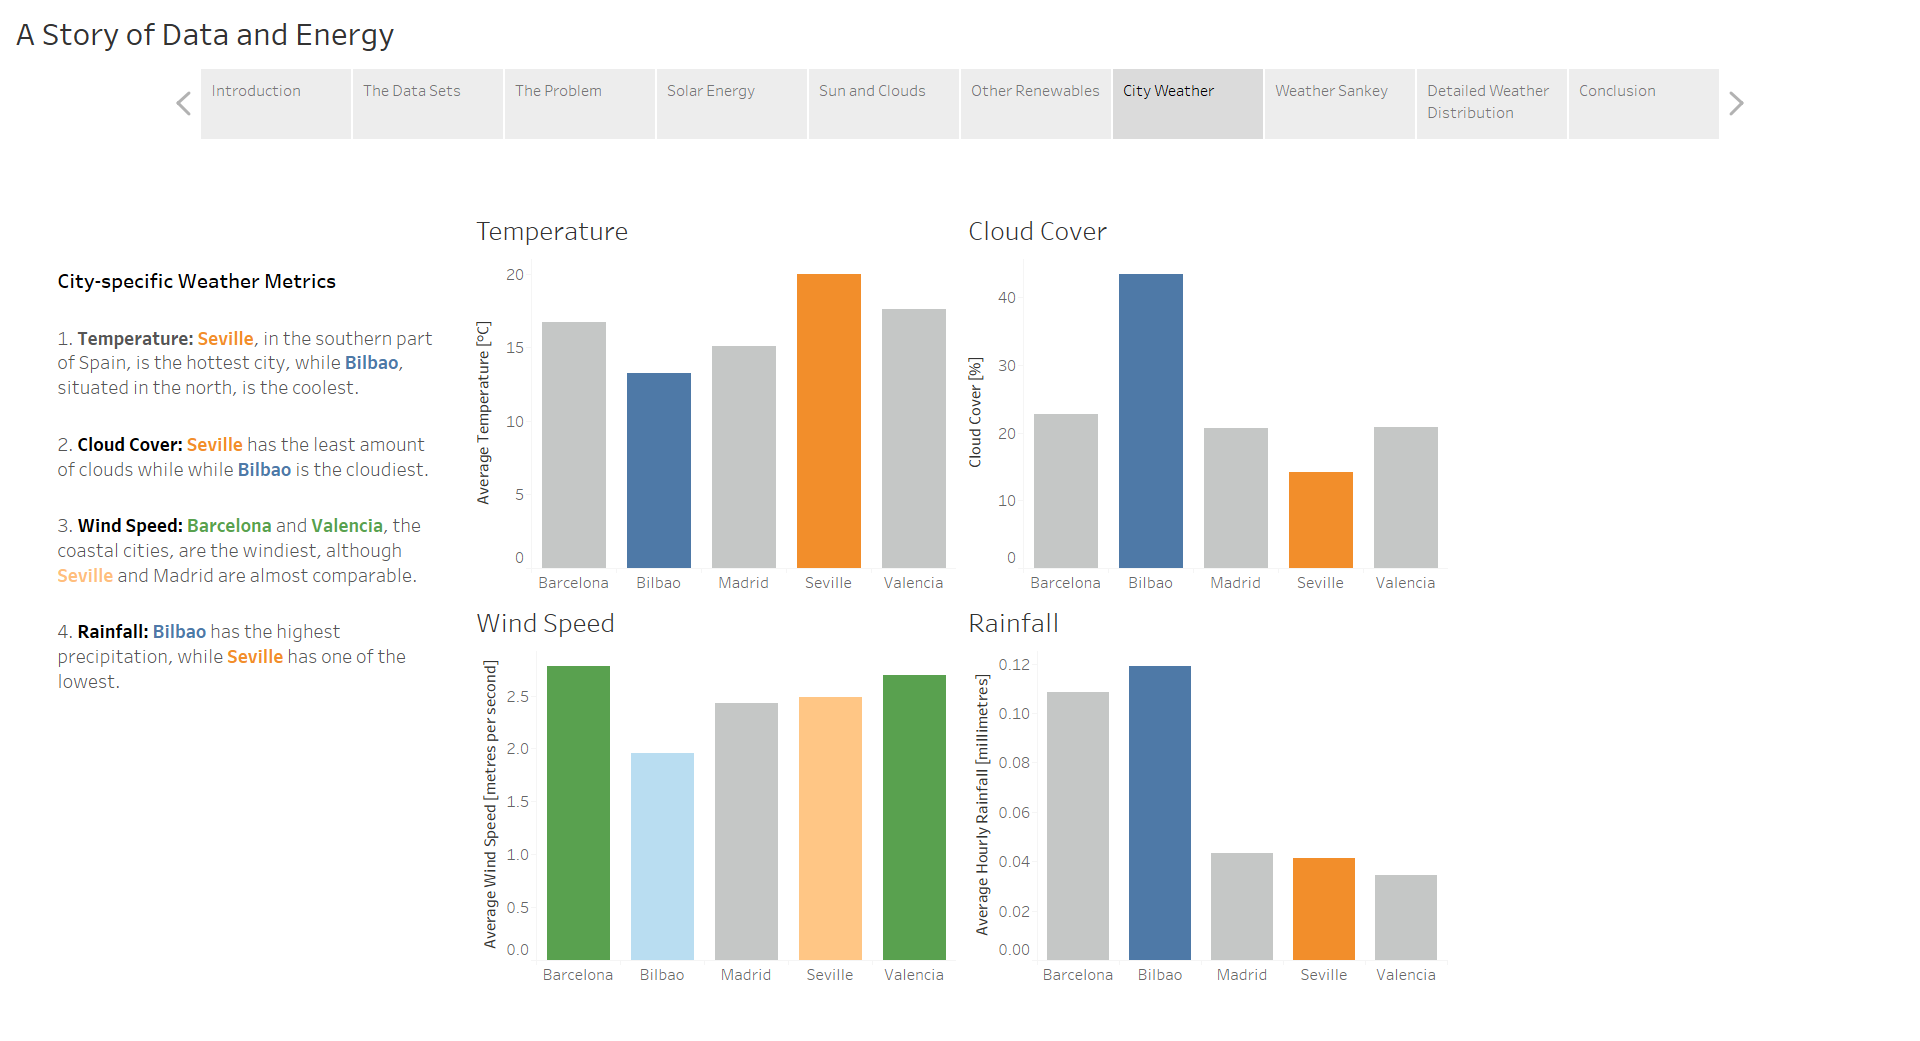 A Story of Data and Energy
Introduction
The Data Sets
The Problem
Solar Energy
Sun and Clouds
Other Renewables
City Weather
Weather Sankey
Detailed Weather
Distribution
Conclusion
City-specific Weather Metrics
1. Temperature: Seville, in the southern part
of Spain, is the hottest city, while Bilbao,
situated in the north, is the coolest.
2. Cloud Cover: Seville has the least amount
of clouds while while Bilbao is the cloudiest.
3. Wind Speed: Barcelona and Valencia, the
coastal cities, are the windiest, although
Seville and Madrid are almost comparable.
4. Rainfall: Bilbao has the highest
precipitation, while Seville has one of the
lowest.
Temperature
Average Temperature [°C]
20
15
10
5
0
Barcelona
Bilbao
Madrid
Seville
Valencia
Cloud Cover
Cloud Cover [%]
40
30
20
10
0
Barcelona
Bilbao
Madrid
Seville
Valencia
Wind Speed
Average Wind Speed [metres per second]
2.5
2.0
1.5
1.0
0.5
0.0
Barcelona
Bilbao
Madrid
Seville
Valencia
Rainfall
Average Hourly Rainfall [millimetres]
0.12
0.10
0.08
0.06
0.04
0.02
0.00
Barcelona
Bilbao
Madrid
Seville
Valencia